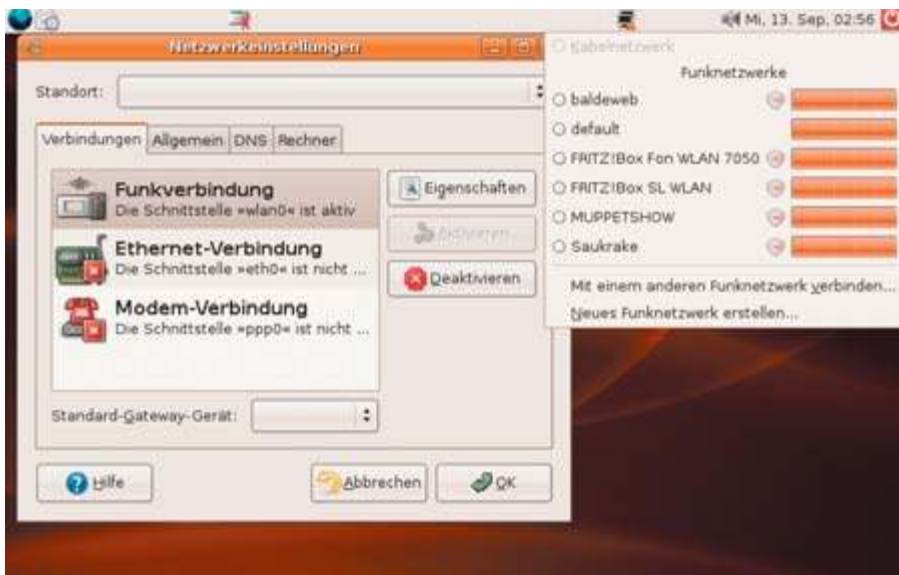 Mi, 13. Sep, 02:56
Netzwerkeinstellungen
Standort:
Verbindungen
Allgemein
DNS
Rechner
Funkverbindung
Die Schnittstelle »wlan0« ist aktiv
Ethernet-Verbindung
Die Schnittstelle »eth0« ist nicht ...
Modem-Verbindung
Die Schnittstelle »ppp0« ist nicht ...
Eigenschaften
Aktivieren
Deaktivieren
Standard-Gateway-Gerät:
Hilfe
Abbrechen
OK
Kabelnetzwerk
Funknetzwerke
baldeweb
default
FRITZ!Box Fon WLAN 7050
FRITZ!Box SL WLAN
MUPPETSHOW
Saukrake
Mit einem anderen Funknetzwerk verbinden...
Neues Funknetzwerk erstellen...